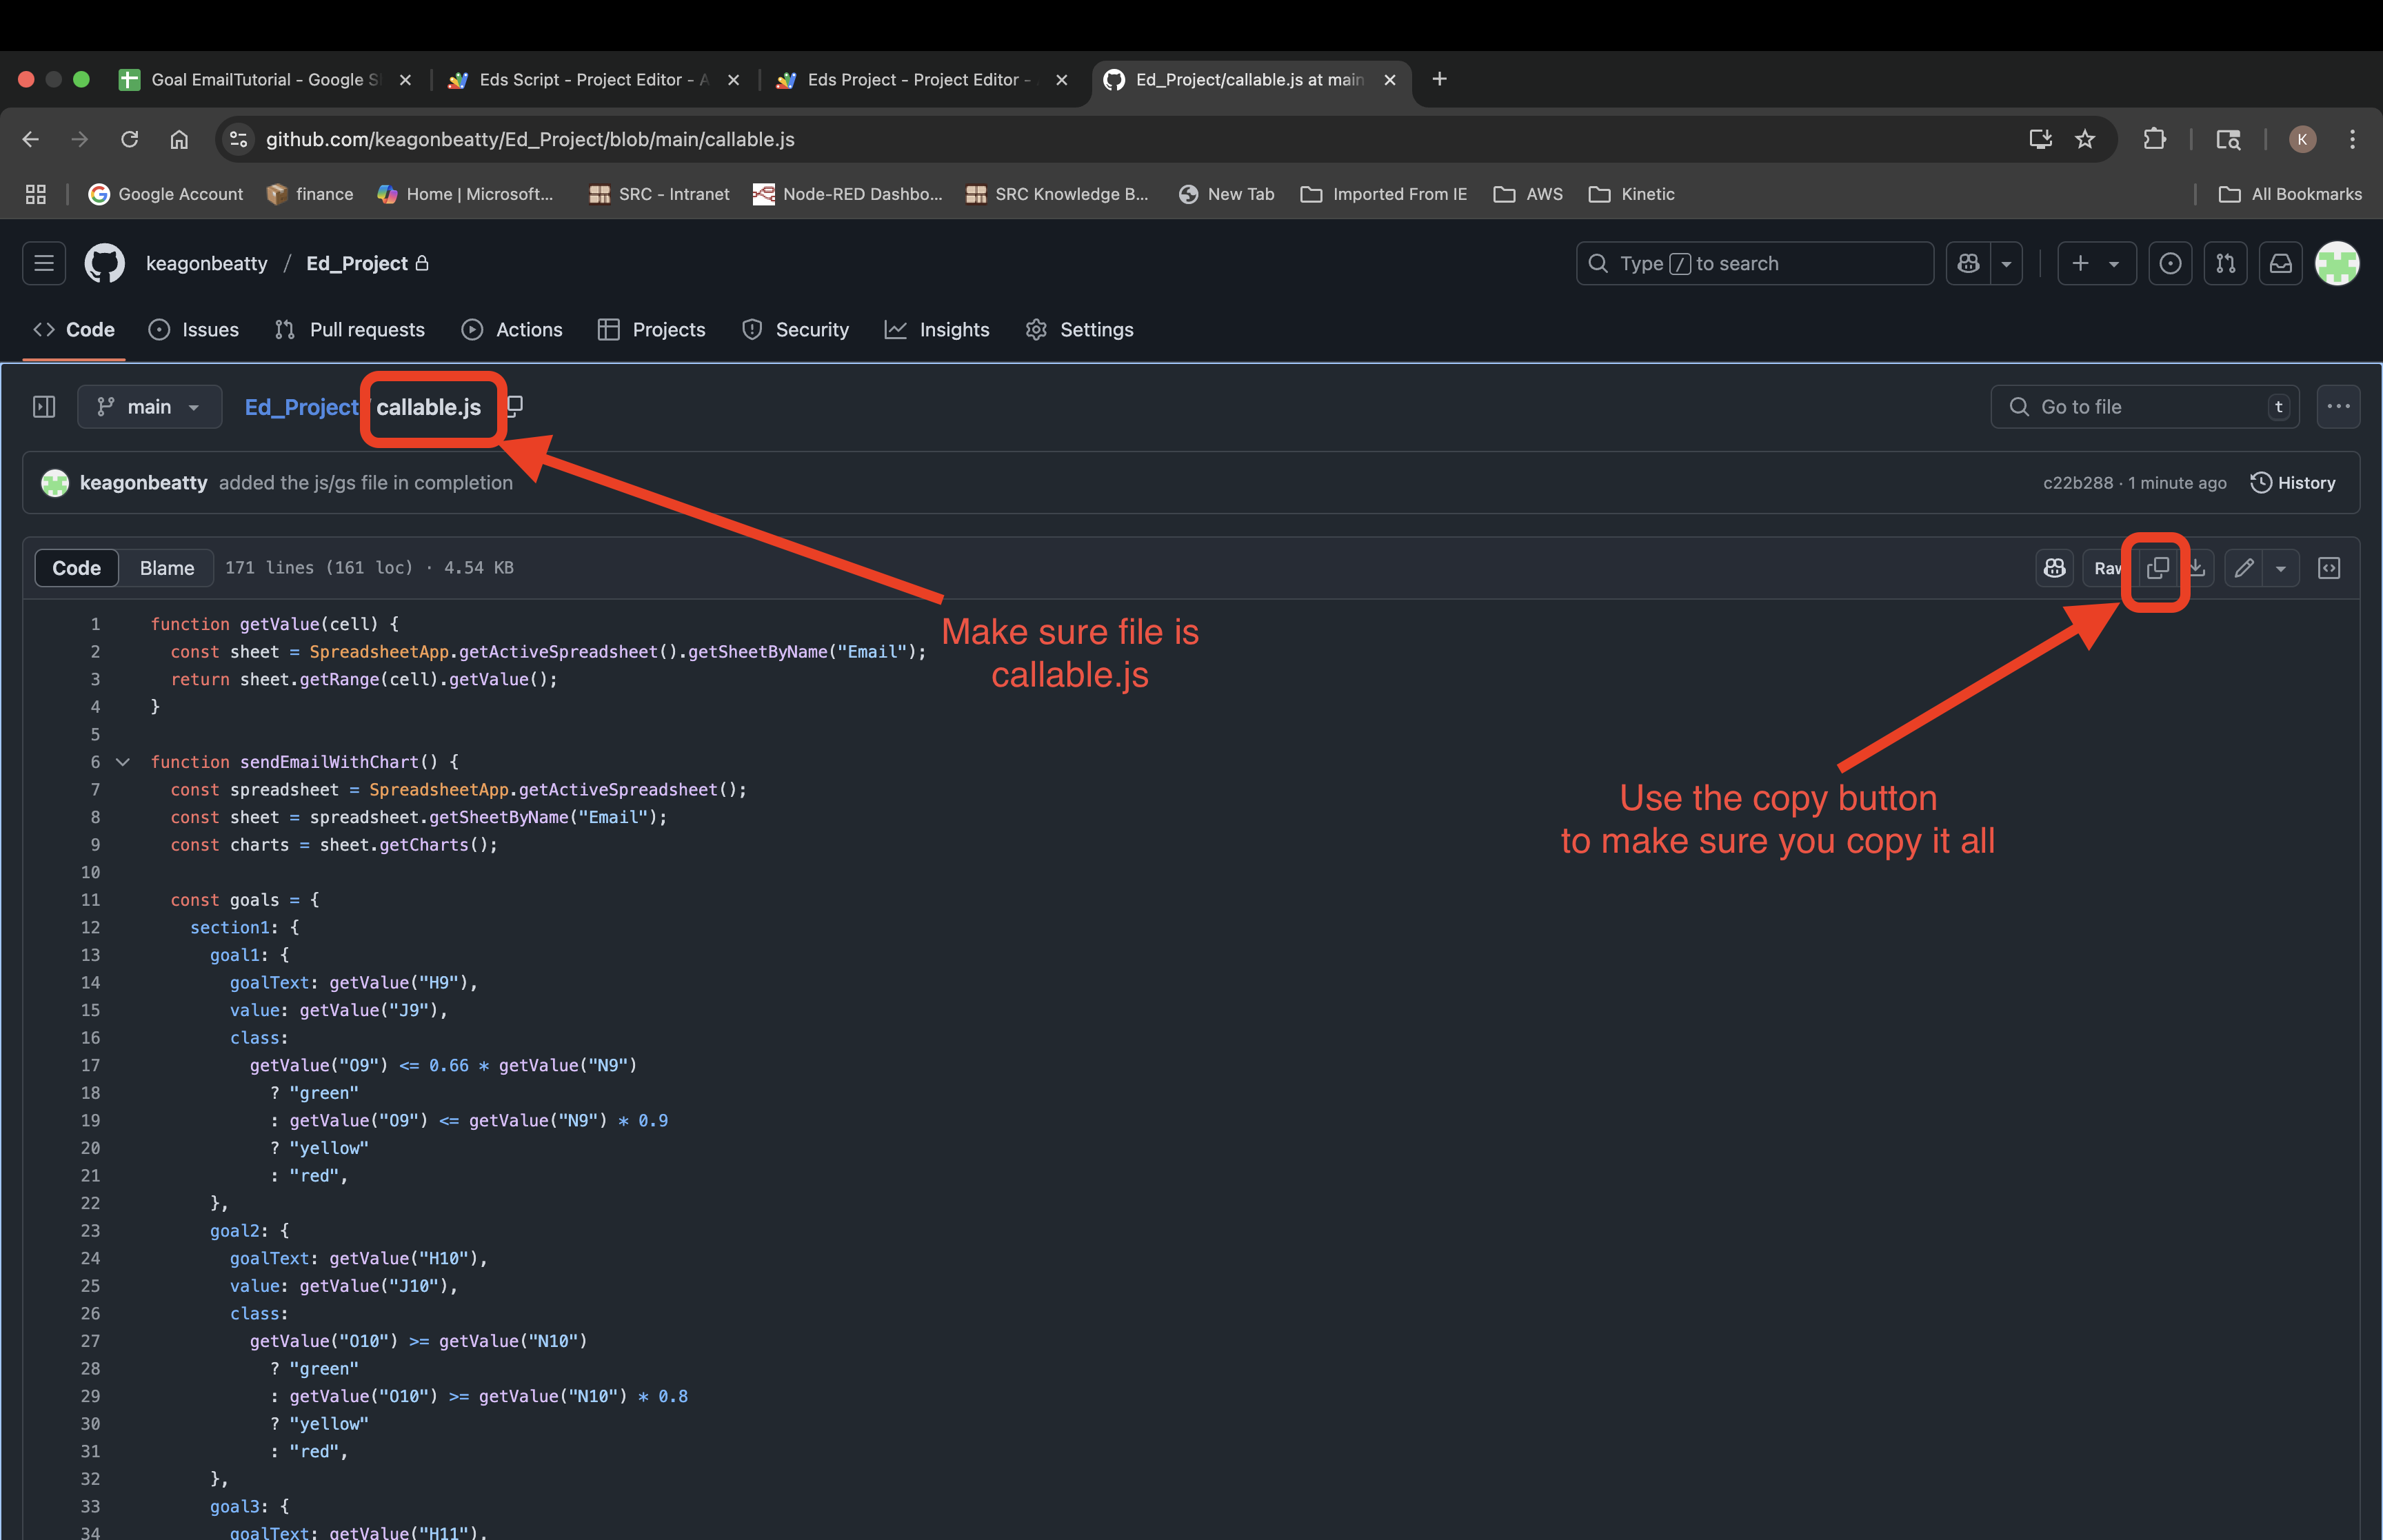 Goal EmailTutorial - Google S
Eds Script - Project Editor - A
Eds Project - Project Editor -
Ed_Project/callable.js at main
github.com/keagonbeatty/Ed_Project/blob/main/callable.js
K
Google Account
finance
Home | Microsoft...
SRC - Intranet
Node-RED Dashbo...
SRC Knowledge B...
New Tab
Imported From IE
AWS
Kinetic
All Bookmarks
keagonbeatty / Ed_Project
Type / to search
Code
Issues
Pull requests
Actions
Projects
Security
Insights
Settings
main
Ed_Project / callable.js
Go to file
t
keagonbeatty added the js/gs file in completion
c22b288 · 1 minute ago
History
Code
Blame
171 lines (161 loc) · 4.54 KB
Raw
Make sure file is
callable.js
Use the copy button
to make sure you copy it all
1 function getValue(cell) {
2 const sheet = SpreadsheetApp.getActiveSpreadsheet().getSheetByName("Email");
3 return sheet.getRange(cell).getValue();
4 }
5
6 function sendEmailWithChart() {
7 const spreadsheet = SpreadsheetApp.getActiveSpreadsheet();
8 const sheet = spreadsheet.getSheetByName("Email");
9 const charts = sheet.getCharts();
10
11 const goals = {
12 section1: {
13 goal1: {
14 goalText: getValue("H9"),
15 value: getValue("J9"),
16 class:
17 getValue("O9") <= 0.66 * getValue("N9")
18 ? "green"
19 : getValue("O9") <= getValue("N9") * 0.9
20 ? "yellow"
21 : "red",
22 },
23 goal2: {
24 goalText: getValue("H10"),
25 value: getValue("J10"),
26 class:
27 getValue("O10") >= getValue("N10")
28 ? "green"
29 : getValue("O10") >= getValue("N10") * 0.8
30 ? "yellow"
31 : "red",
32 },
33 goal3: {
34 goalText: getValue("H11"),